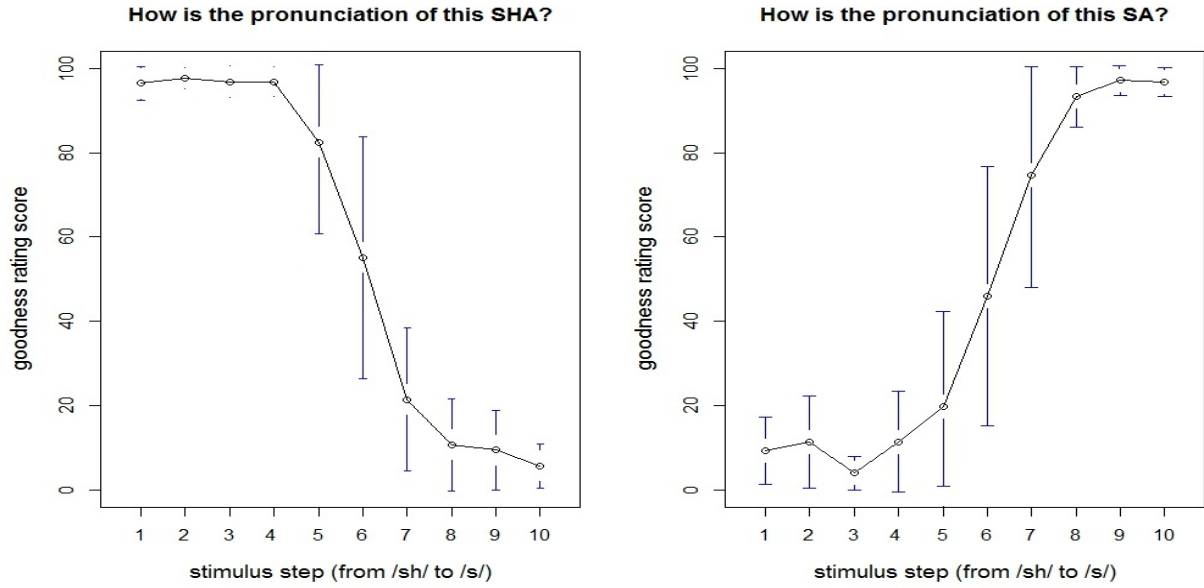 How is the pronunciation of this SHA?
goodness rating score
100
80
60
40
20
0
1 2 3 4 5 6 7 8 9 10
stimulus step (from /sh/ to /s/)
How is the pronunciation of this SA?
goodness rating score
100
80
60
40
20
0
1 2 3 4 5 6 7 8 9 10
stimulus step (from /sh/ to /s/)